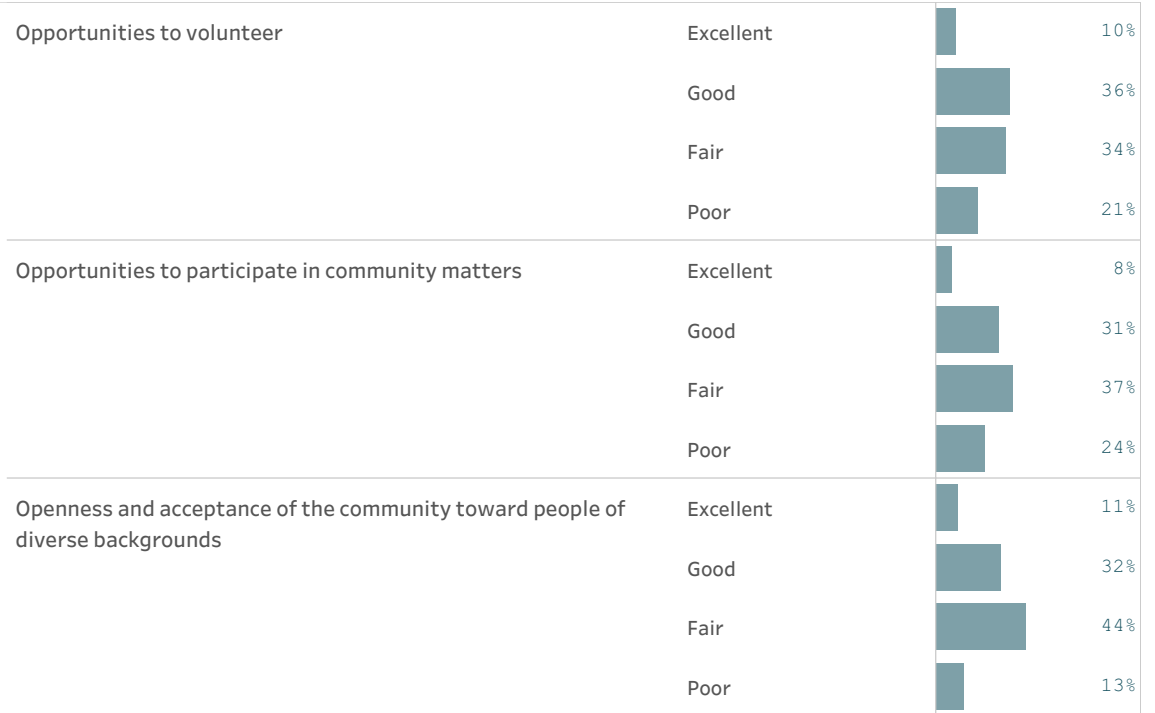 Opportunities to volunteer Excellent 10%
Good 36%
Fair 34%
Poor 21%
Opportunities to participate in community matters Excellent 8%
Good 31%
Fair 37%
Poor 24%
Openness and acceptance of the community toward people of Excellent 11%
diverse backgrounds
Good 32%
Fair 44%
Poor 13%